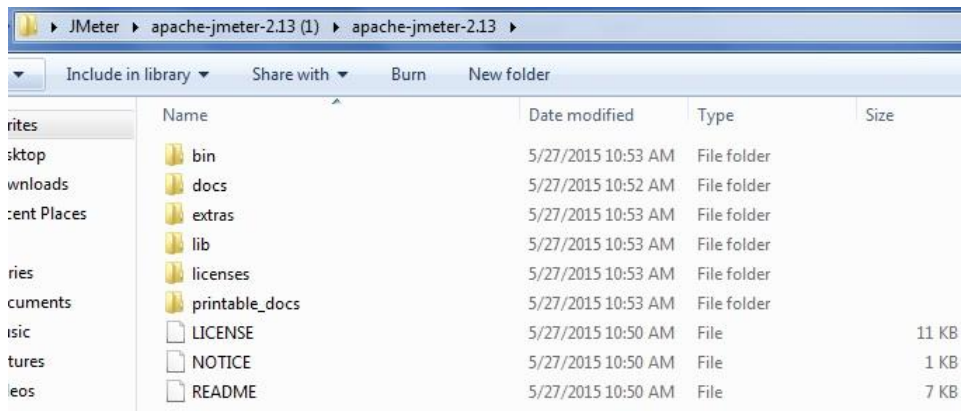 JMeter apache-jmeter-2.13 (1) apache-jmeter-2.13
Include in library Share with Burn New folder
Name Date modified Type Size
rites
sktop bin 5/27/2015 10:53 AM File folder
wnloads docs 5/27/2015 10:52 AM File folder
cent Places extras 5/27/2015 10:53 AM File folder
lib 5/27/2015 10:53 AM File folder
ries licenses 5/27/2015 10:53 AM File folder
cuments printable_docs 5/27/2015 10:53 AM File folder
usic LICENSE 5/27/2015 10:50 AM File 11 KB
tures NOTICE 5/27/2015 10:50 AM File 1 KB
leos README 5/27/2015 10:50 AM File 7 KB